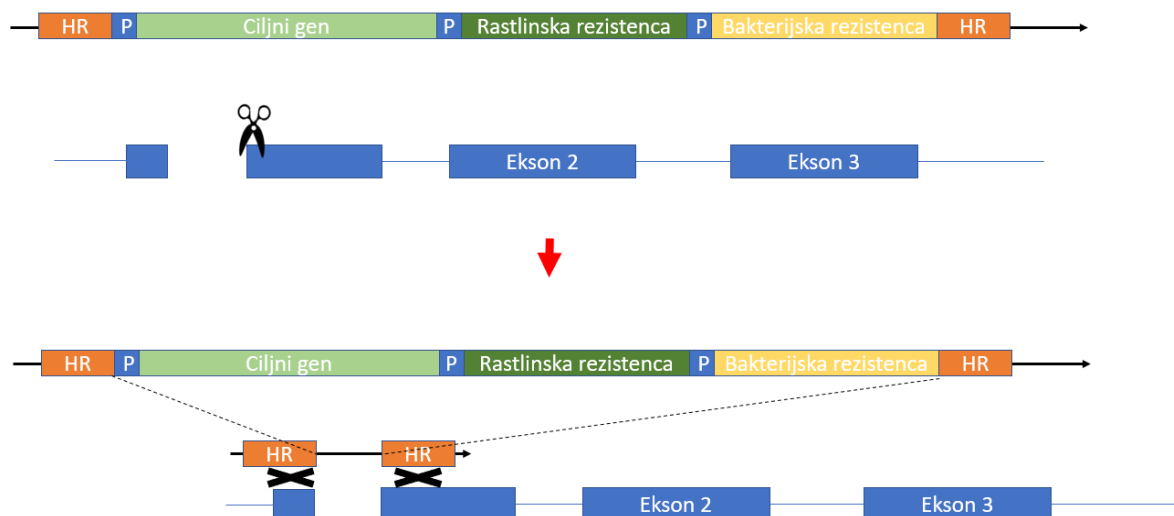 HR P Ciljni gen P Rastlinska rezistenca P Bakterijska rezistenca HR
Ekson 2 Ekson 3
HR P Ciljni gen P Rastlinska rezistenca P Bakterijska rezistenca HR
HR HR
Ekson 2 Ekson 3